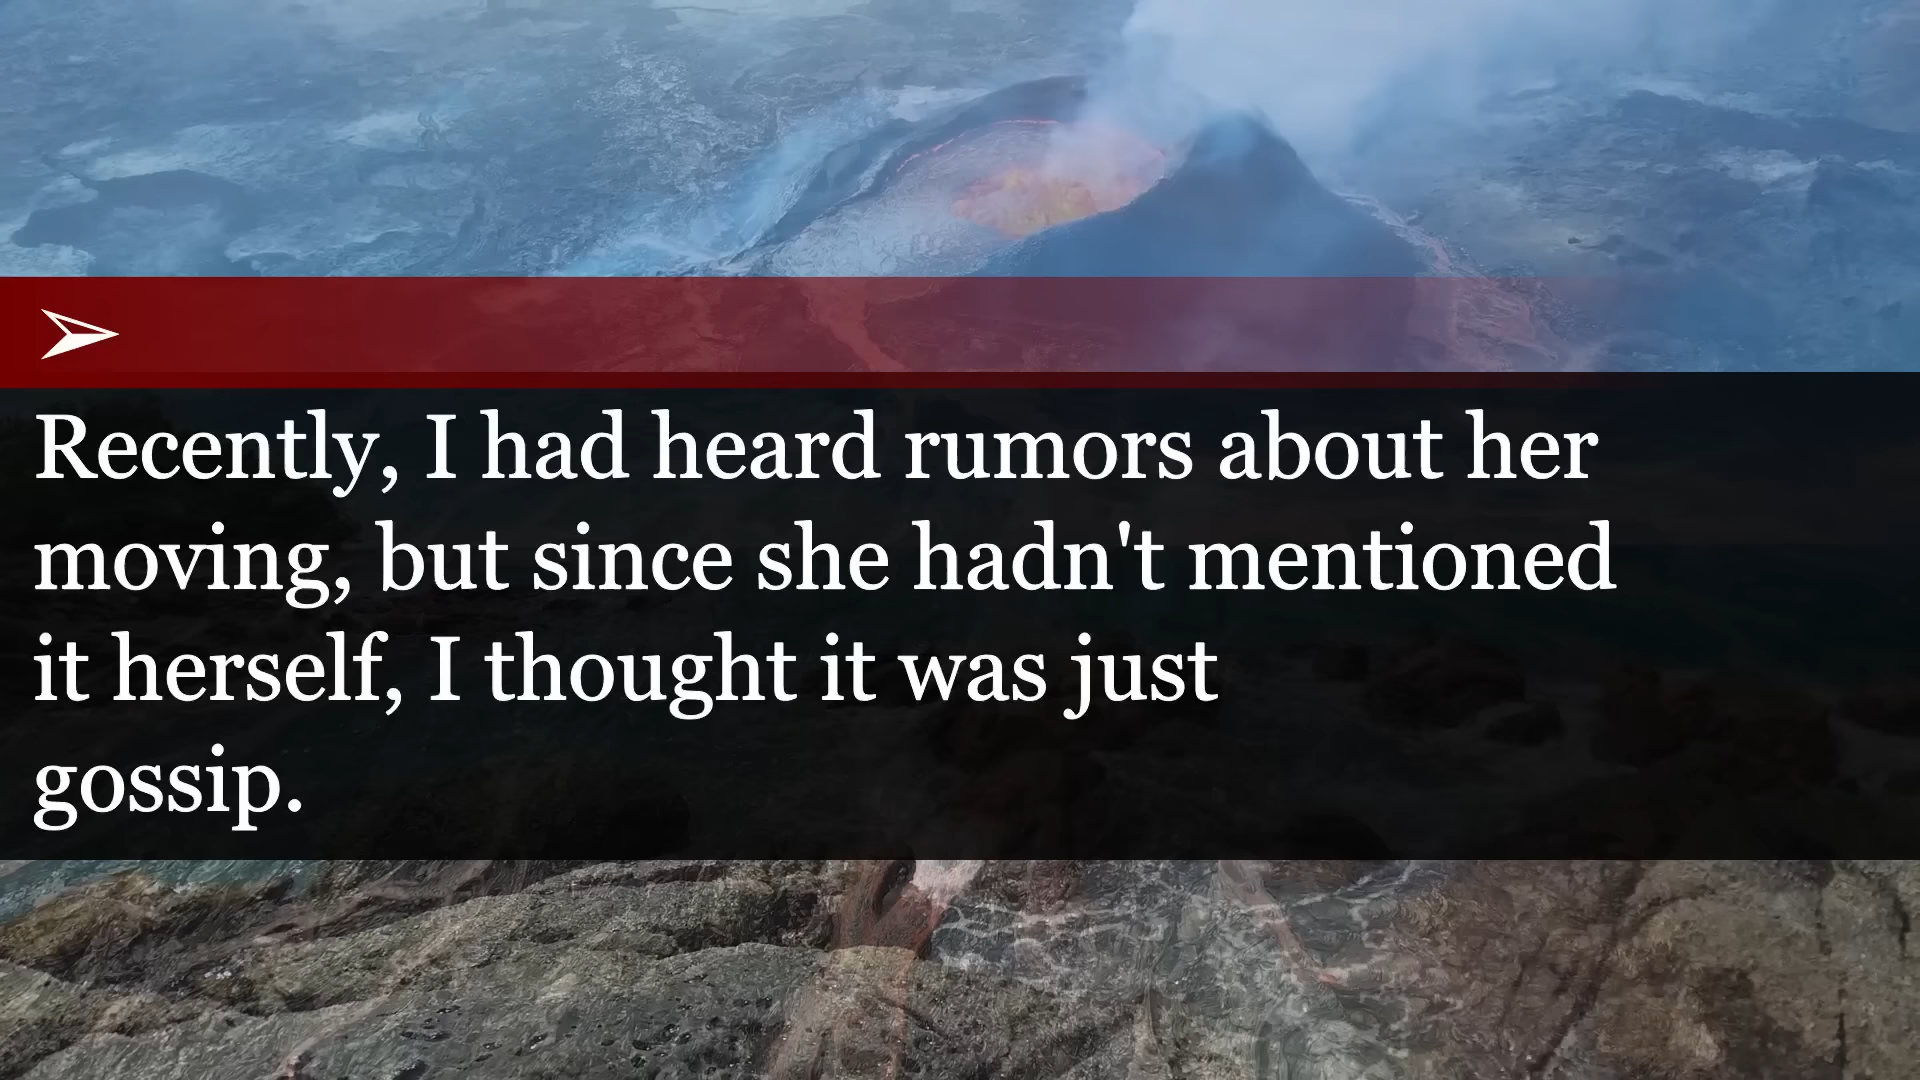 Recently, I had heard rumors about her
moving, but since she hadn't mentioned
it herself, I thought it was just
gossip.